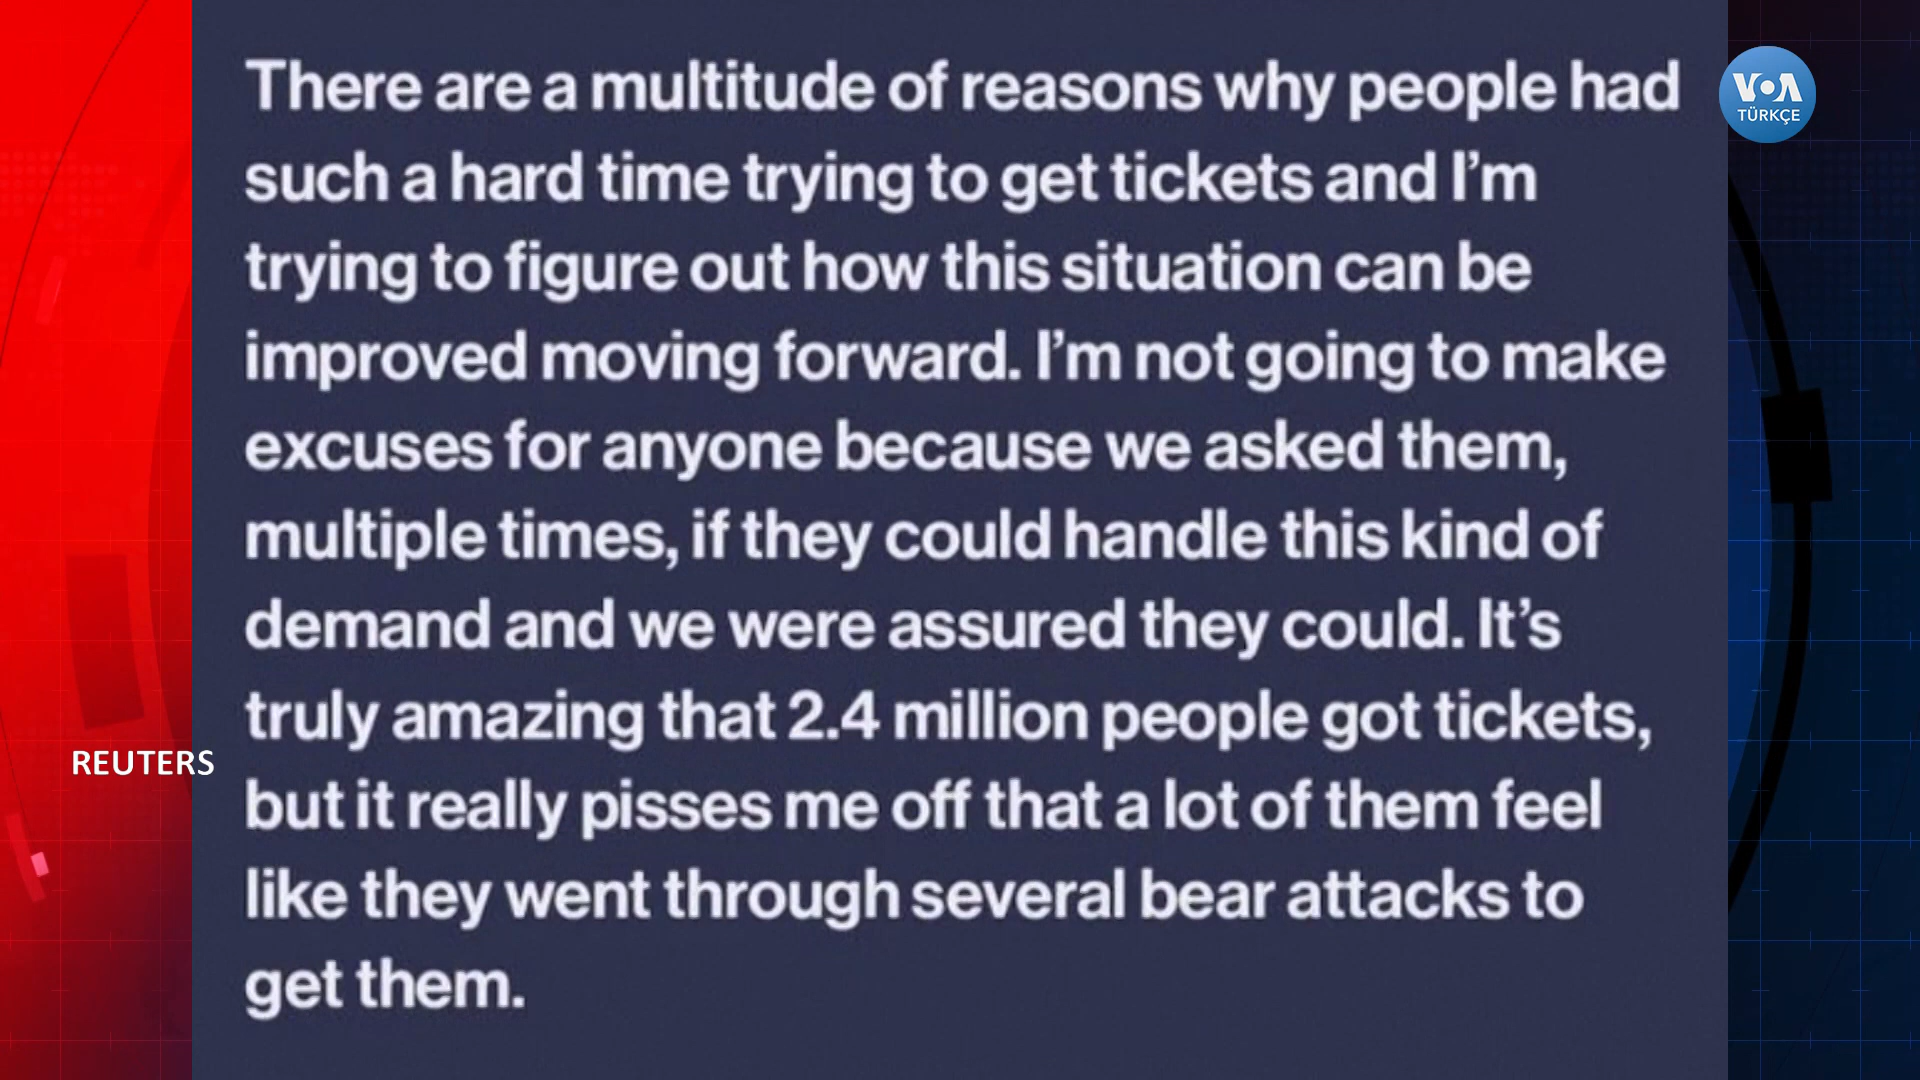 There are a multitude of reasons why people had
such a hard time trying to get tickets and I’m
trying to figure out how this situation can be
improved moving forward. I’m not going to make
excuses for anyone because we asked them,
multiple times, if they could handle this kind of
demand and we were assured they could. It’s
truly amazing that 2.4 million people got tickets,
but it really pisses me off that a lot of them feel
like they went through several bear attacks to
get them.
REUTERS
VOA
TÜRKÇE